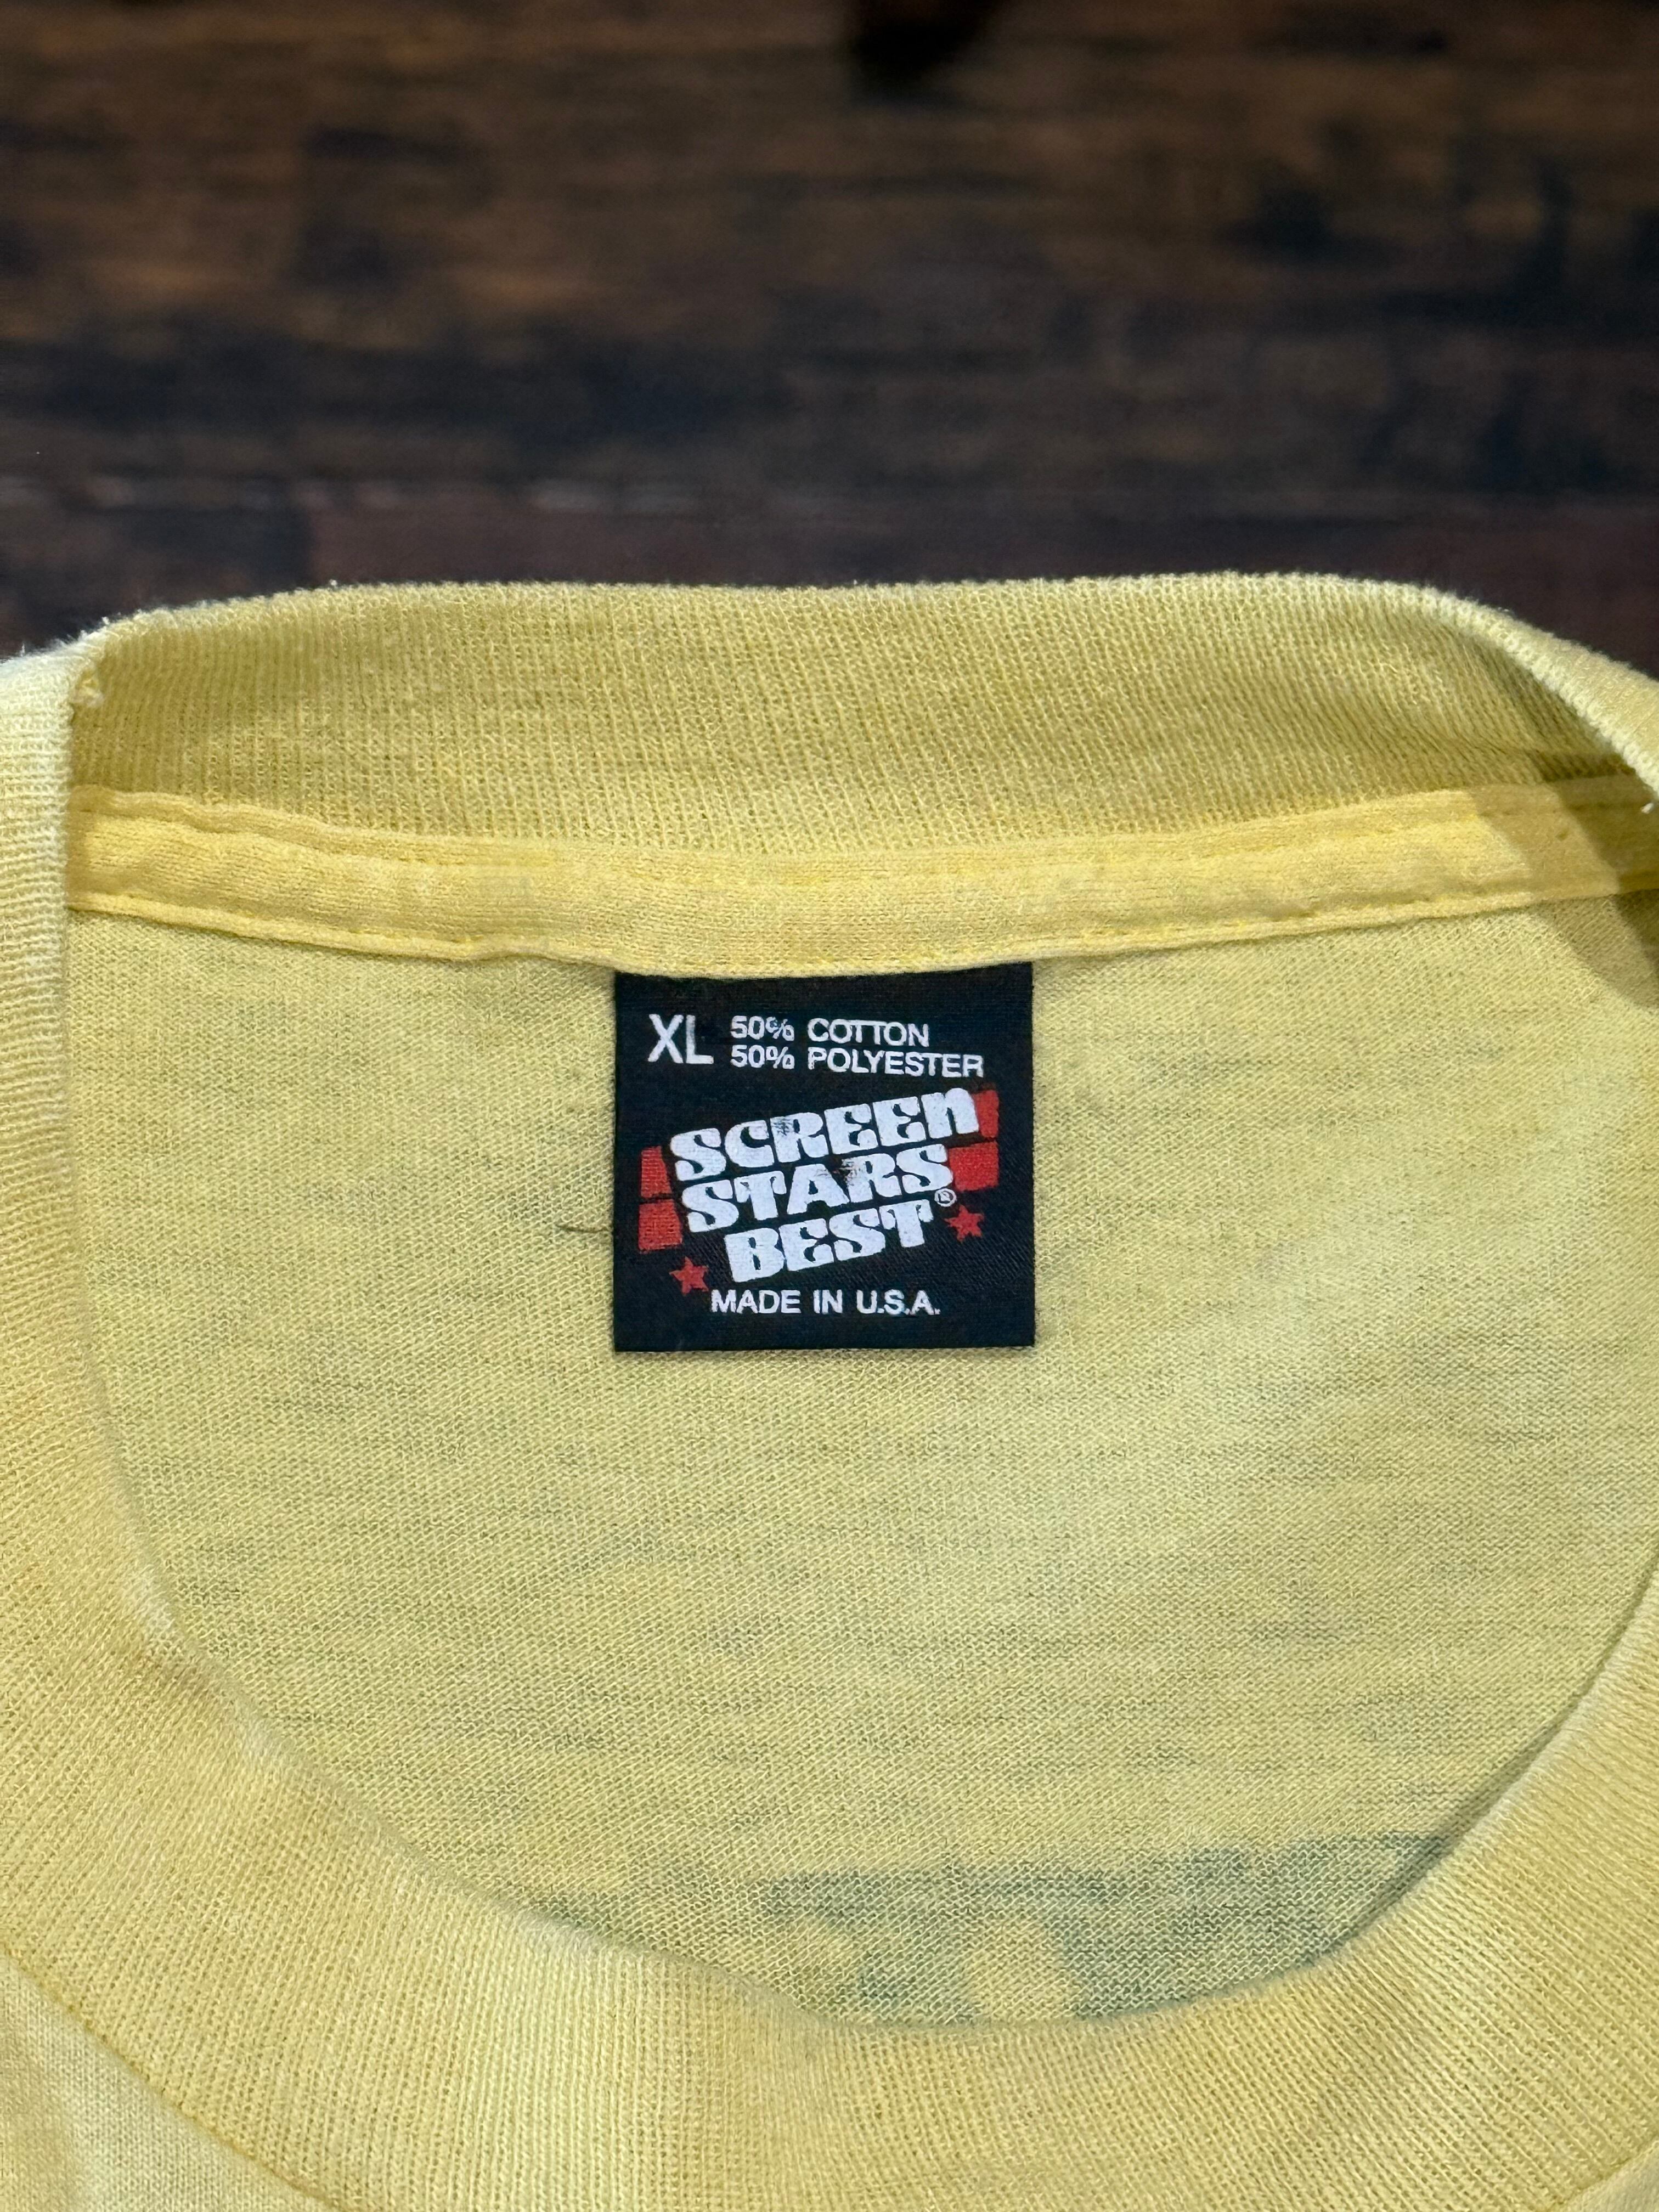 XL 50% COTTON
50% POLYESTER
SCREEn
STARS
BEST®
MADE IN U.S.A.